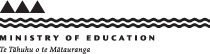 MINISTRY OF EDUCATION
Te Tāhuhu o te Mātauranga